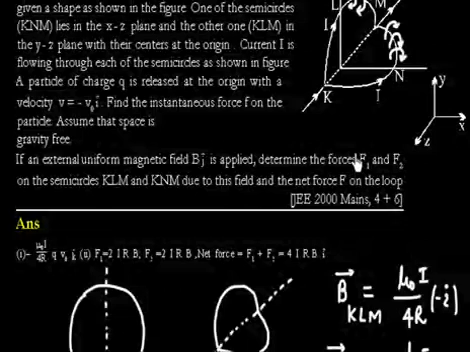 given a shape as shown in the figure. One of the semicircles
(KNM) lies in the x - z plane and the other one (KLM) in
the y - z plane with their centers at the origin . Current I is
flowing through each of the semicircles as shown in figure
A particle of charge q is released at the origin with a
velocity v = - v₀ î . Find the instantaneous force f on the
particle. Assume that space is
gravity free.
L
M
I
N
K
I
y
x
z
If an external uniform magnetic field B ĵ is applied, determine the forced F₁ and F₂
on the semicircles KLM and KNM due to this field and the net force F on the loop
[JEE 2000 Mains, 4 + 6]
Ans
(i)- μ₀I/4R q v₀ k̂ (ii) F₁=2 I R B, F₂ =2 I R B ,Net force = F₁ + F₂ = 4 I R B î
B⃗ KLM = μ₀ I / 4R (-î)